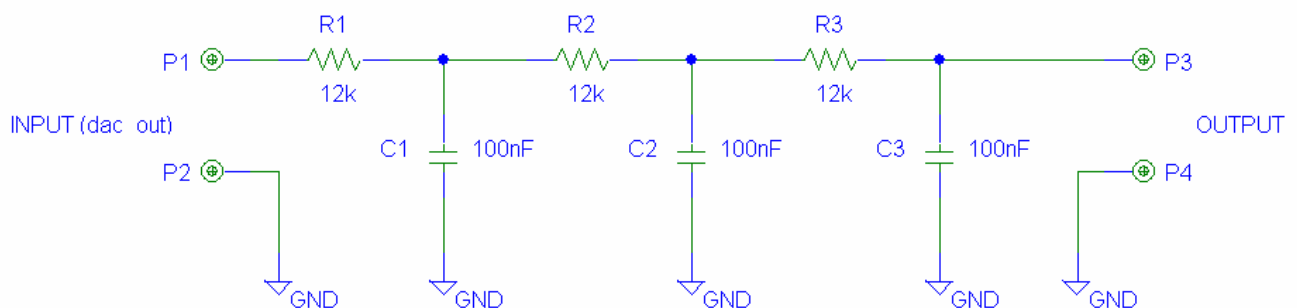 R1
R2
R3
P1
P3
12k
12k
12k
INPUT (dac out)
OUTPUT
C1
100nF
C2
100nF
C3
100nF
P2
P4
GND
GND
GND
GND
GND